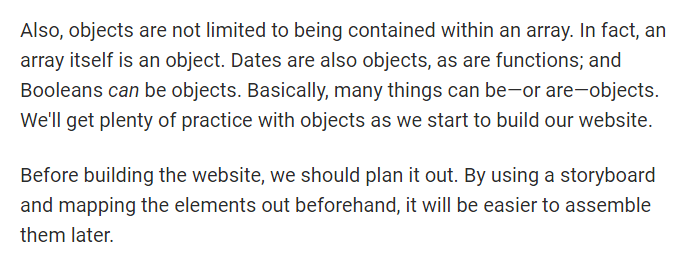 Also, objects are not limited to being contained within an array. In fact, an
array itself is an object. Dates are also objects, as are functions; and
Booleans can be objects. Basically, many things can be—or are—objects.
We'll get plenty of practice with objects as we start to build our website.
Before building the website, we should plan it out. By using a storyboard
and mapping the elements out beforehand, it will be easier to assemble
them later.